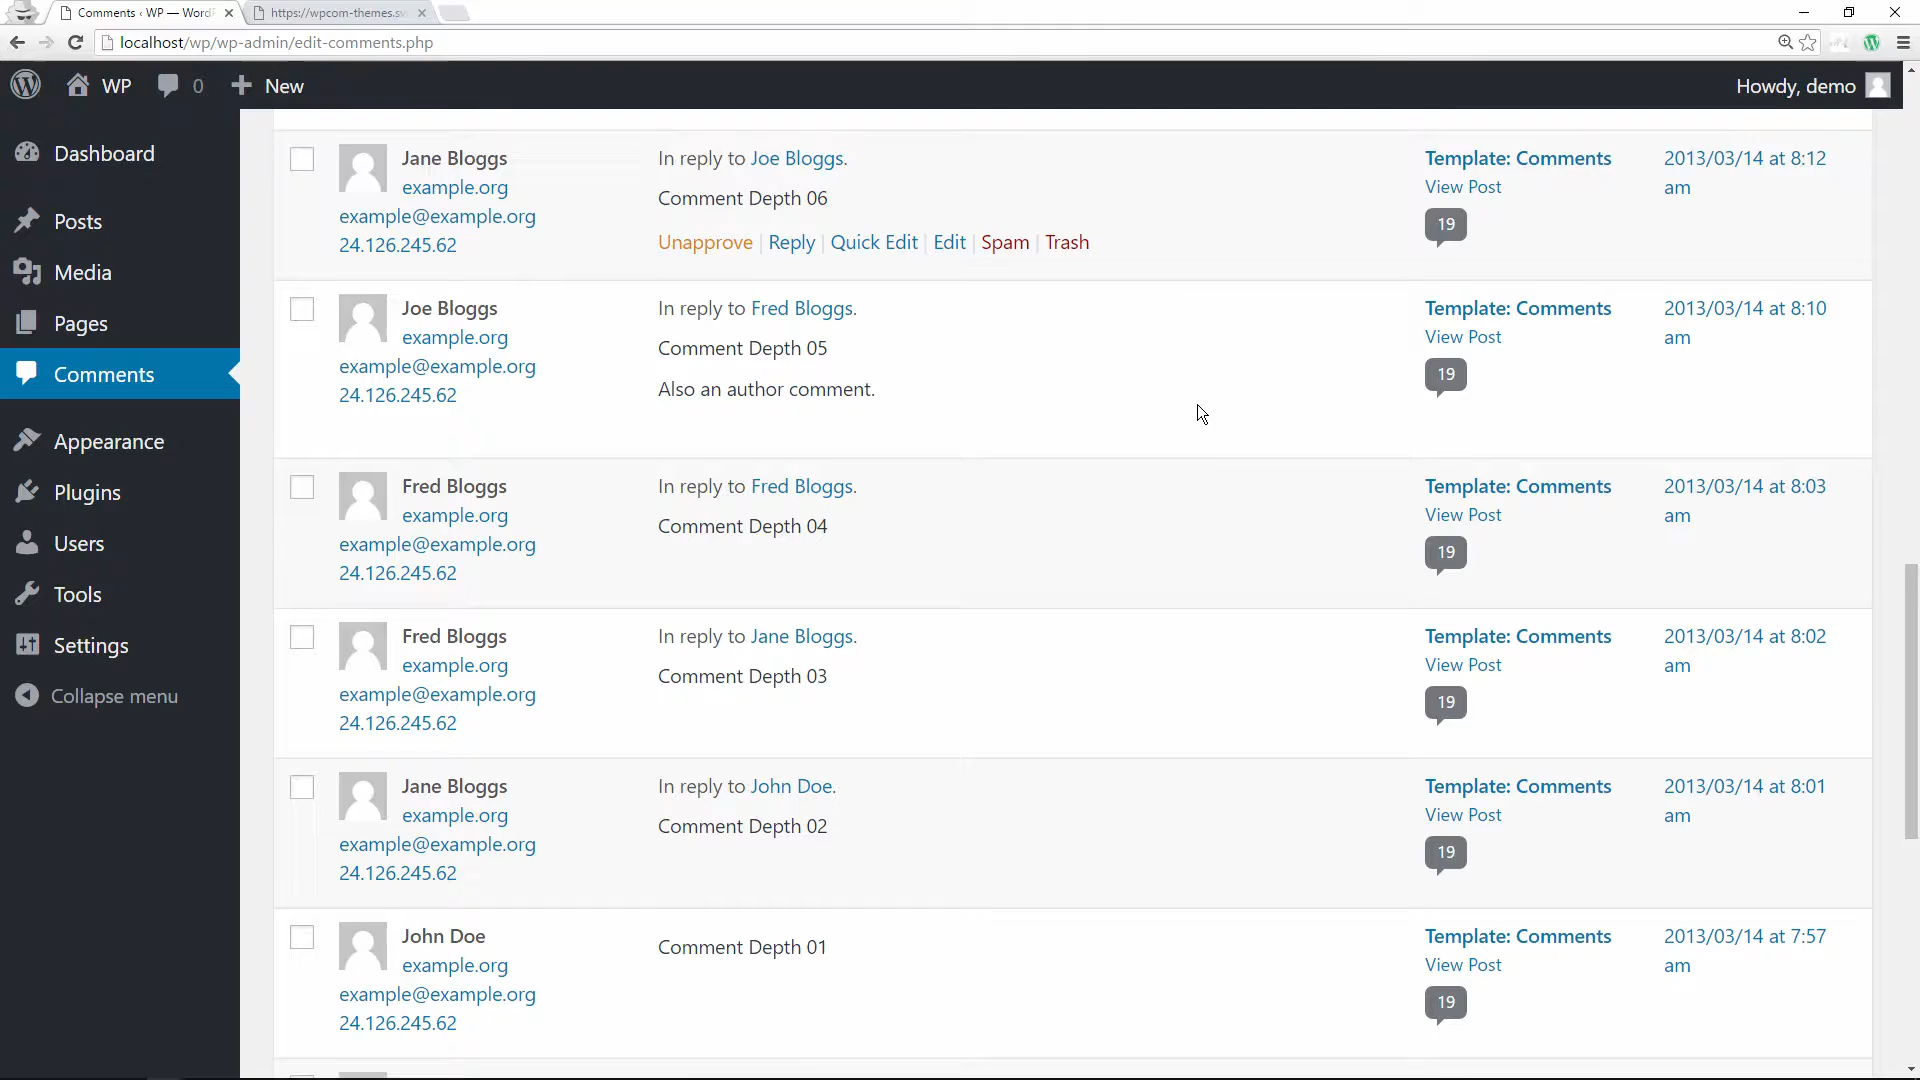 Comments ‹ WP — WordP
https://wpcom-themes.sv
localhost/wp/wp-admin/edit-comments.php
WP
0
New
Howdy, demo
Dashboard
Posts
Media
Pages
Comments
Appearance
Plugins
Users
Tools
Settings
Collapse menu
Jane Bloggs
example.org
example@example.org
24.126.245.62
In reply to Joe Bloggs.
Comment Depth 06
Unapprove | Reply | Quick Edit | Edit | Spam | Trash
Template: Comments
View Post
19
2013/03/14 at 8:12
am
Joe Bloggs
example.org
example@example.org
24.126.245.62
In reply to Fred Bloggs.
Comment Depth 05
Also an author comment.
Template: Comments
View Post
19
2013/03/14 at 8:10
am
Fred Bloggs
example.org
example@example.org
24.126.245.62
In reply to Fred Bloggs.
Comment Depth 04
Template: Comments
View Post
19
2013/03/14 at 8:03
am
Fred Bloggs
example.org
example@example.org
24.126.245.62
In reply to Jane Bloggs.
Comment Depth 03
Template: Comments
View Post
19
2013/03/14 at 8:02
am
Jane Bloggs
example.org
example@example.org
24.126.245.62
In reply to John Doe.
Comment Depth 02
Template: Comments
View Post
19
2013/03/14 at 8:01
am
John Doe
example.org
example@example.org
24.126.245.62
Comment Depth 01
Template: Comments
View Post
19
2013/03/14 at 7:57
am